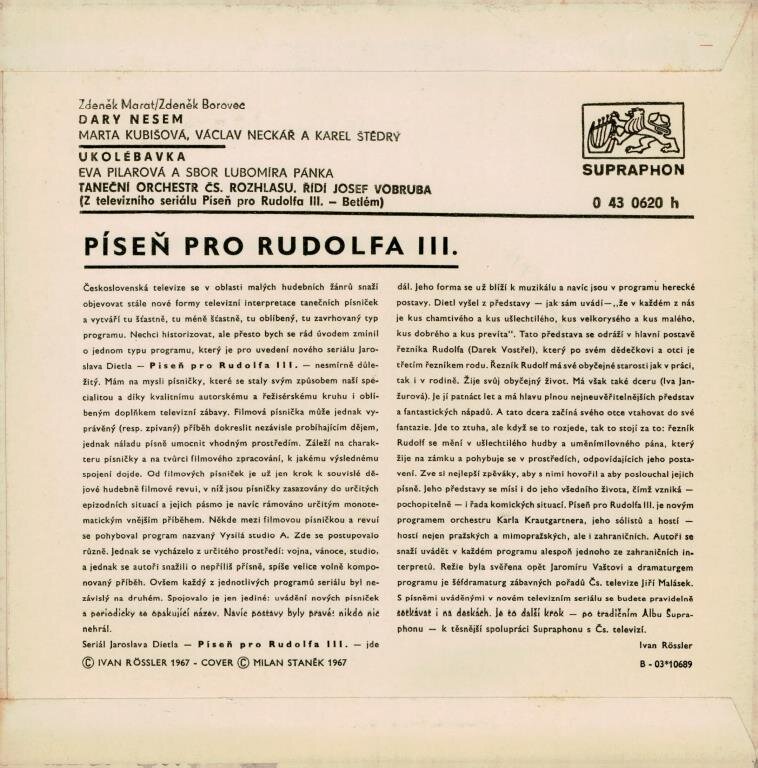 Zdeněk Marat/Zdeněk Borovec
DARY NESEM
MARTA KUBIŠOVÁ, VÁCLAV NECKÁŘ A KAREL ŠTĚDRÝ
UKOLÉBAVKA
EVA PILAROVÁ A SBOR LUBOMÍRA PÁNKA
TANEČNÍ ORCHESTR ČS. ROZHLASU, ŘÍDÍ JOSEF VOBRUBA
(Z televizního seriálu Píseň pro Rudolfa III. – Betlém)
SUPRAPHON
0 43 0620 h
PÍSEŇ PRO RUDOLFA III.
Československá televize se v oblasti malých hudebních žánrů snaží
objevovat stále nové formy televizní interpretace tanečních písniček
a vytváří tu šťastně, tu méně šťastně, tu oblíbený, tu zavrhovaný typ
programu. Nechci historizovat, ale přesto bych se rád úvodem zmínil
o jednom typu programu, který je pro uvedení nového seriálu Jaro-
slava Dietla — Píseň pro Rudolfa III. — nesmírně důle-
žitý. Mám na mysli písničky, které se staly svým způsobem naší spe-
cialitou a díky kvalitnímu autorskému a režisérskému kruhu i oblí-
beným doplňkem televizní zábavy. Filmová písnička může jednak vy-
právěný (resp. zpívaný) příběh dokreslit nezávisle probíhajícím dějem,
jednak náladu písně umocnit vhodným prostředím. Záleží na charak-
teru písničky a na tvůrci filmového zpracování, k jakému výslednému
spojení dojde. Od filmových písniček je už jen krok k souvislé dě-
jové hudebně filmové revui, v níž jsou písničky zasazovány do určitých
epizodních situací a jejich pásmo je navíc rámováno určitým monote-
matickým vnějším příběhem. Někde mezi filmovou písničkou a revuí
se pohyboval program nazvaný Vysílá studio A. Zde se postupovalo
různě. Jednak se vycházelo z určitého prostředí: vojna, vánoce, studio,
a jednak se autoři snažili o nepříliš přísně, spíše velice volně kompo-
novaný příběh. Ovšem každý z jednotlivých programů seriálu byl ne-
závislý na druhém. Spojovalo je jen jediné: uvádění nových písniček
a periodicky se opakující název. Navíc postavy byly pravé: nikdo nic
nehrál.
Seriál Jaroslava Dietla — Píseň pro Rudolfa III. — jde
dál. Jeho forma se už blíží k muzikálu a navíc jsou v programu herecké
postavy. Dietl vyšel z představy — jak sám uvádí—„že v každém z nás
je kus chamtivého a kus ušlechtilého, kus velkorysého a kus malého,
kus dobrého a kus prevíta". Tato představa se odráží v hlavní postavě
řezníka Rudolfa (Darek Vostřel), který po svém dědečkovi a otci je
třetím řezníkem rodu. Řezník Rudolf má své obyčejné starosti jak v práci,
tak i v rodině. Žije svůj obyčejný život. Má však také dceru (Iva Jan-
žurová). Je jí patnáct let a má hlavu plnou nejneuvěřitelnějších představ
a fantastických nápadů. A tato dcera začíná svého otce vtahovat do své
fantazie. Jde to ztuha, ale když se to rozjede, tak to stojí za to: řezník
Rudolf se mění v ušlechtilého hudby a uměnímilovného pána, který
žije na zámku a pohybuje se v prostředích, odpovídajících jeho posta-
vení. Zve si nejlepší zpěváky, aby s nimi hovořil a aby poslouchal jejich
písně. Jeho představy se mísí i do jeho všedního života, čímž vzniká —
pochopitelně — i řada komických situací. Píseň pro Rudolfa III. je novým
programem orchestru Karla Krautgartnera, jeho sólistů a hostí —
hostí nejen pražských a mimopražských, ale i zahraničních. Autoři se
snaží uvádět v každém programu alespoň jednoho ze zahraničních in-
terpretů. Režie byla svěřena opět Jaromíru Vaštovi a dramaturgem
programu je šéfdramaturg zábavných pořadů Čs. televize Jiří Malásek.
S písněmi uváděnými v novém televizním seriálu se budete pravidelně
setkávat i na deskách. Je to další krok — po tradičním Albu Supra-
phonu — k těsnější spolupráci Supraphonu s Čs. televizí.
Ivan Rössler
© IVAN RÖSSLER 1967 - COVER © MILAN STANĚK 1967
B - 03*10689